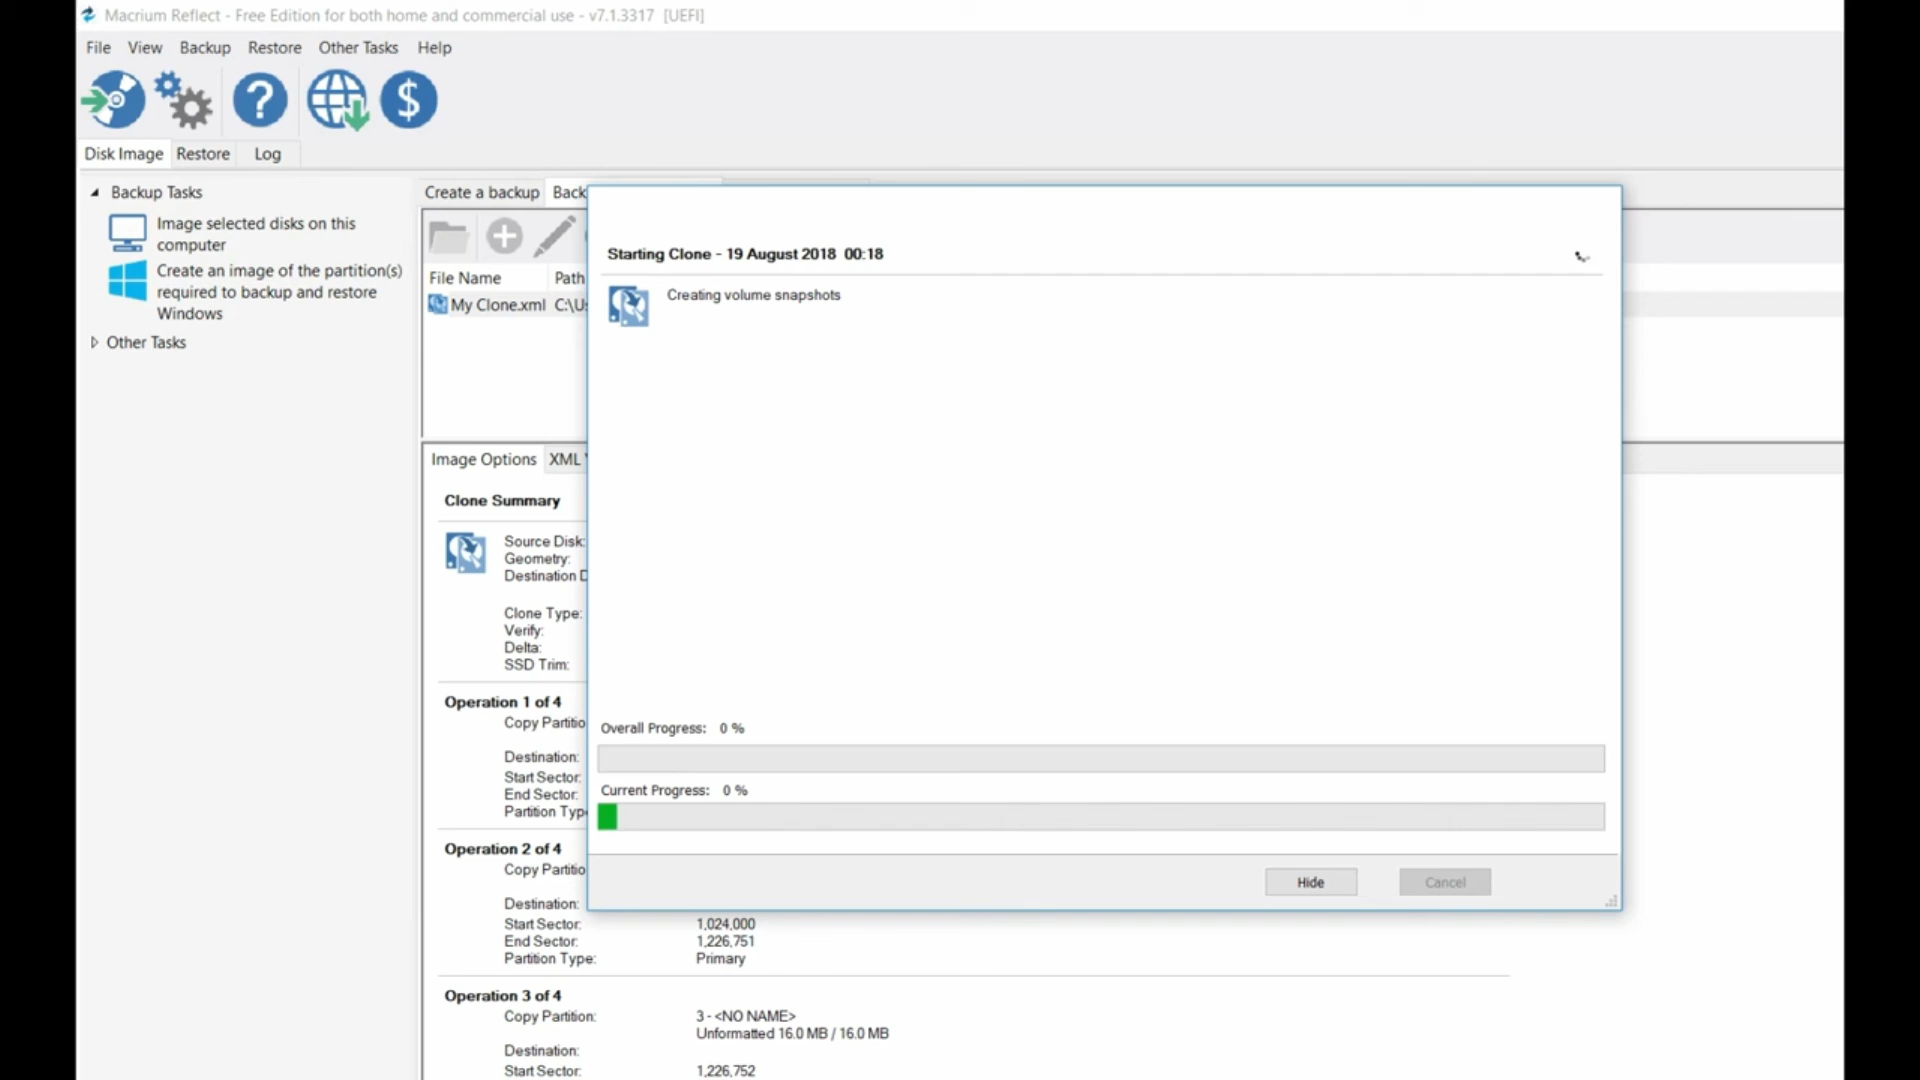 Macrium Reflect - Free Edition for both home and commercial use - v7.1.3317 [UEFI]
File View Backup Restore Other Tasks Help
Disk Image Restore Log
Backup Tasks
Image selected disks on this
computer
Create an image of the partition(s)
required to backup and restore
Windows
Other Tasks
Create a backup Back
File Name Path
My Clone.xml C:\Us
Starting Clone - 19 August 2018 00:18
Creating volume snapshots
Overall Progress: 0 %
Current Progress: 0 %
Hide Cancel
Image Options XML
Clone Summary
Source Disk:
Geometry:
Destination D
Clone Type:
Verify:
Delta:
SSD Trim:
Operation 1 of 4
Copy Partitio
Destination:
Start Sector:
End Sector:
Partition Typ
Operation 2 of 4
Copy Partitio
Destination:
Start Sector: 1,024,000
End Sector: 1,226,751
Partition Type: Primary
Operation 3 of 4
Copy Partition: 3 - <NO NAME>
Unformatted 16.0 MB / 16.0 MB
Destination:
Start Sector: 1,226,752